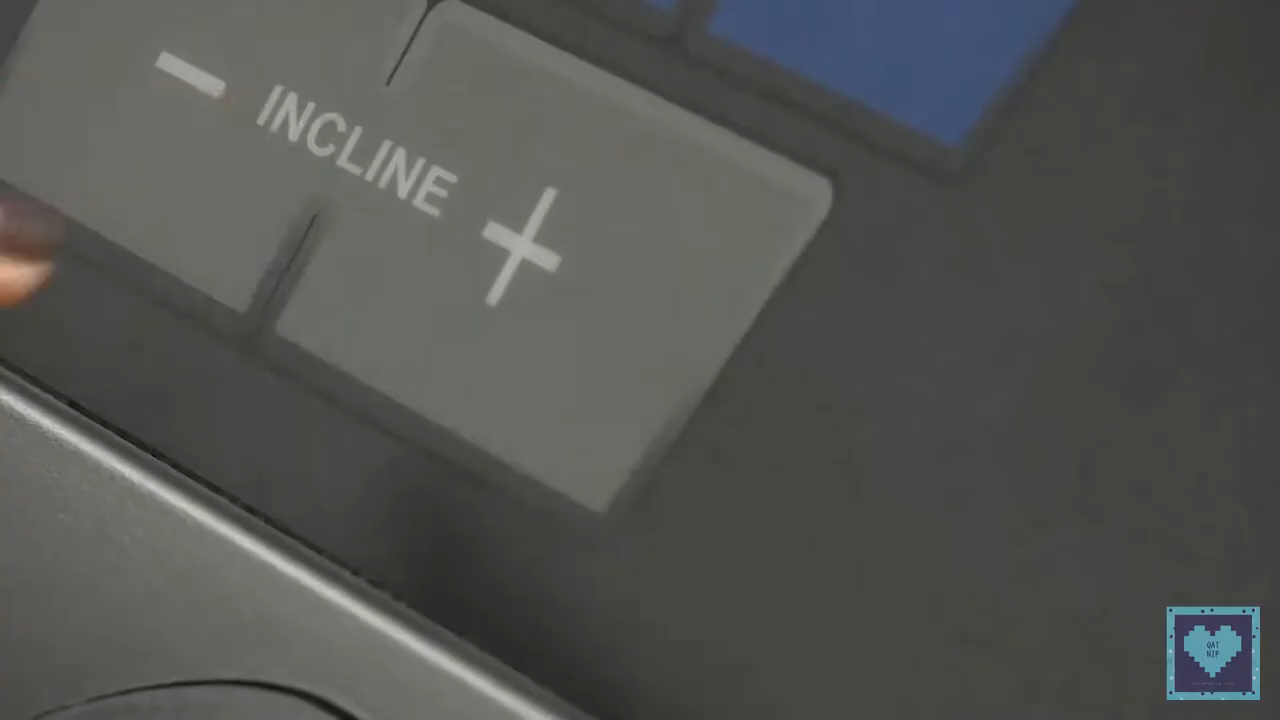 − INCLINE +
QAT
NIP